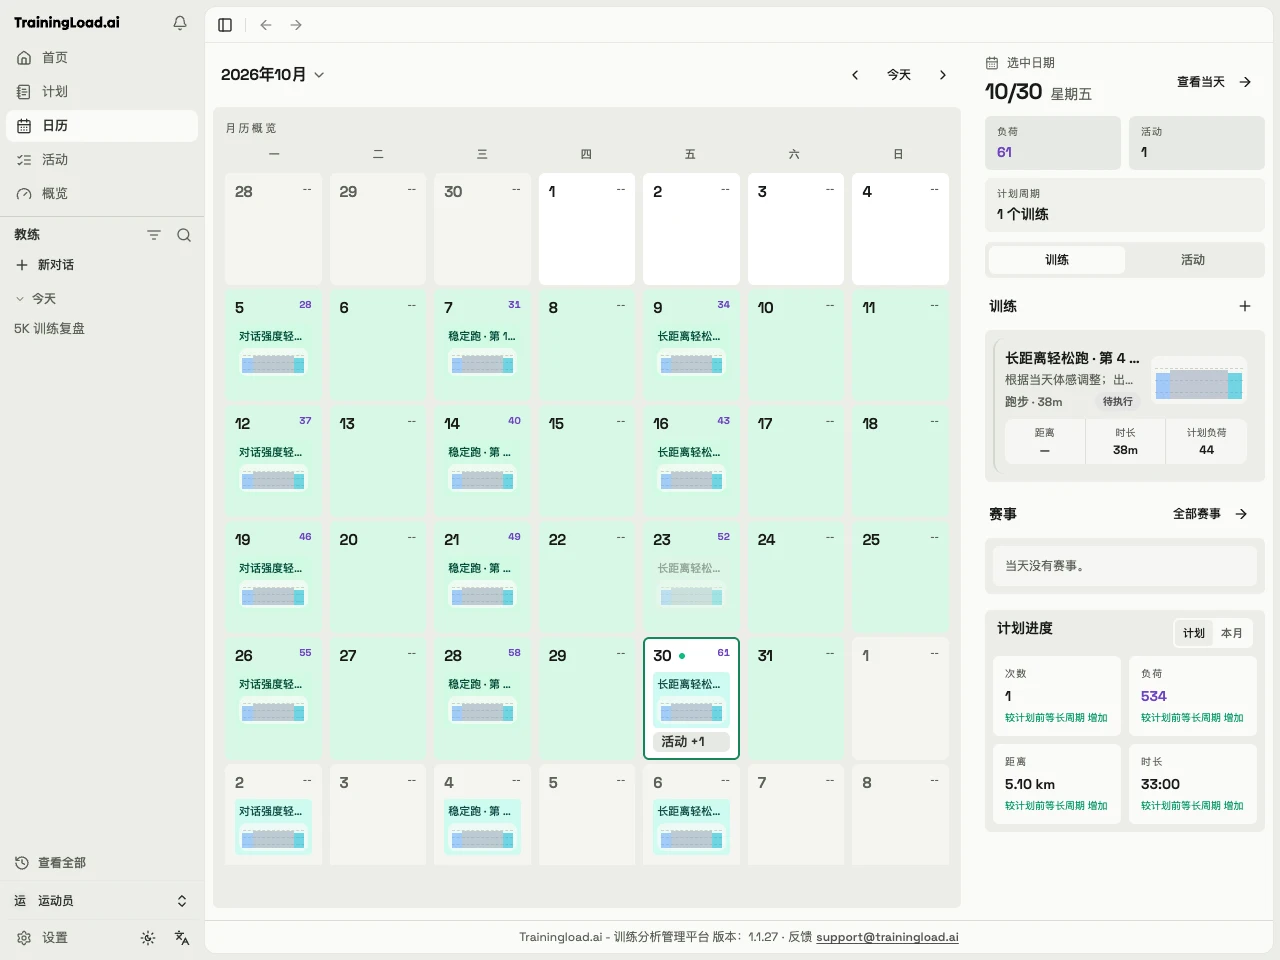 TrainingLoad.ai
首页
计划
日历
活动
概览
教练
新对话
今天
5K 训练复盘
查看全部
运 运动员
设置
2026年10月
今天
月历概览
一 二 三 四 五 六 日
28 -- 29 -- 30 -- 1 -- 2 -- 3 -- 4 --
5 28 6 -- 7 31 8 -- 9 34 10 -- 11 --
对话强度轻... 稳定跑 · 第 1... 长距离轻松...
12 37 13 -- 14 40 15 -- 16 43 17 -- 18 --
对话强度轻... 稳定跑 · 第 ... 长距离轻松...
19 46 20 -- 21 49 22 -- 23 52 24 -- 25 --
对话强度轻... 稳定跑 · 第 ... 长距离轻松...
26 55 27 -- 28 58 29 -- 30 61 31 -- 1 --
对话强度轻... 稳定跑 · 第 ... 长距离轻松...
活动 +1
2 -- 3 -- 4 -- 5 -- 6 -- 7 -- 8 --
对话强度轻... 稳定跑 · 第 ... 长距离轻松...
选中日期
10/30 星期五
查看当天
负荷
61
活动
1
计划周期
1 个训练
训练 活动
训练
长距离轻松跑 · 第 4 ...
根据当天体感调整；出...
跑步 · 38m 待执行
距离 时长 计划负荷
— 38m 44
赛事 全部赛事
当天没有赛事。
计划进度 计划 本月
次数
1
较计划前等长周期 增加
负荷
534
较计划前等长周期 增加
距离
5.10 km
较计划前等长周期 增加
时长
33:00
较计划前等长周期 增加
Trainingload.ai - 训练分析管理平台 版本： 1.1.27 · 反馈 support@trainingload.ai